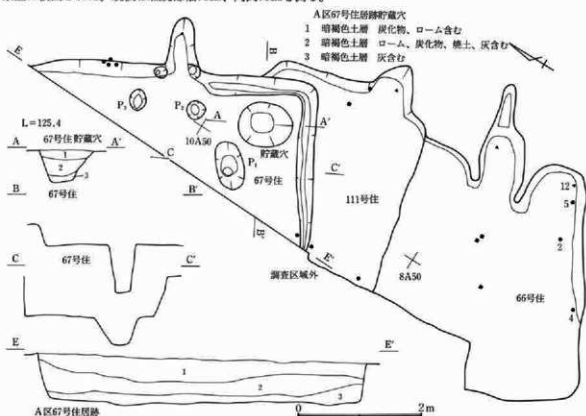 A区67号住居跡貯蔵穴
1 暗褐色土層 炭化物、ローム含む
2 暗褐色土層 ローム、炭化物、焼土、灰含む
3 暗褐色土層 灰含む
E
B
P3
P2
A
10A50
A'
貯蔵穴
P1
67号住
C
C'
B'
B'
E'
111号住
調査区域外
8A50
66号住
12
5
2
4
L=125.4
67号住貯蔵穴
A
A'
1
2
3
B
67号住
B'
C
67号住
C'
E
E'
1
2
3
A区67号住居跡
0 2m